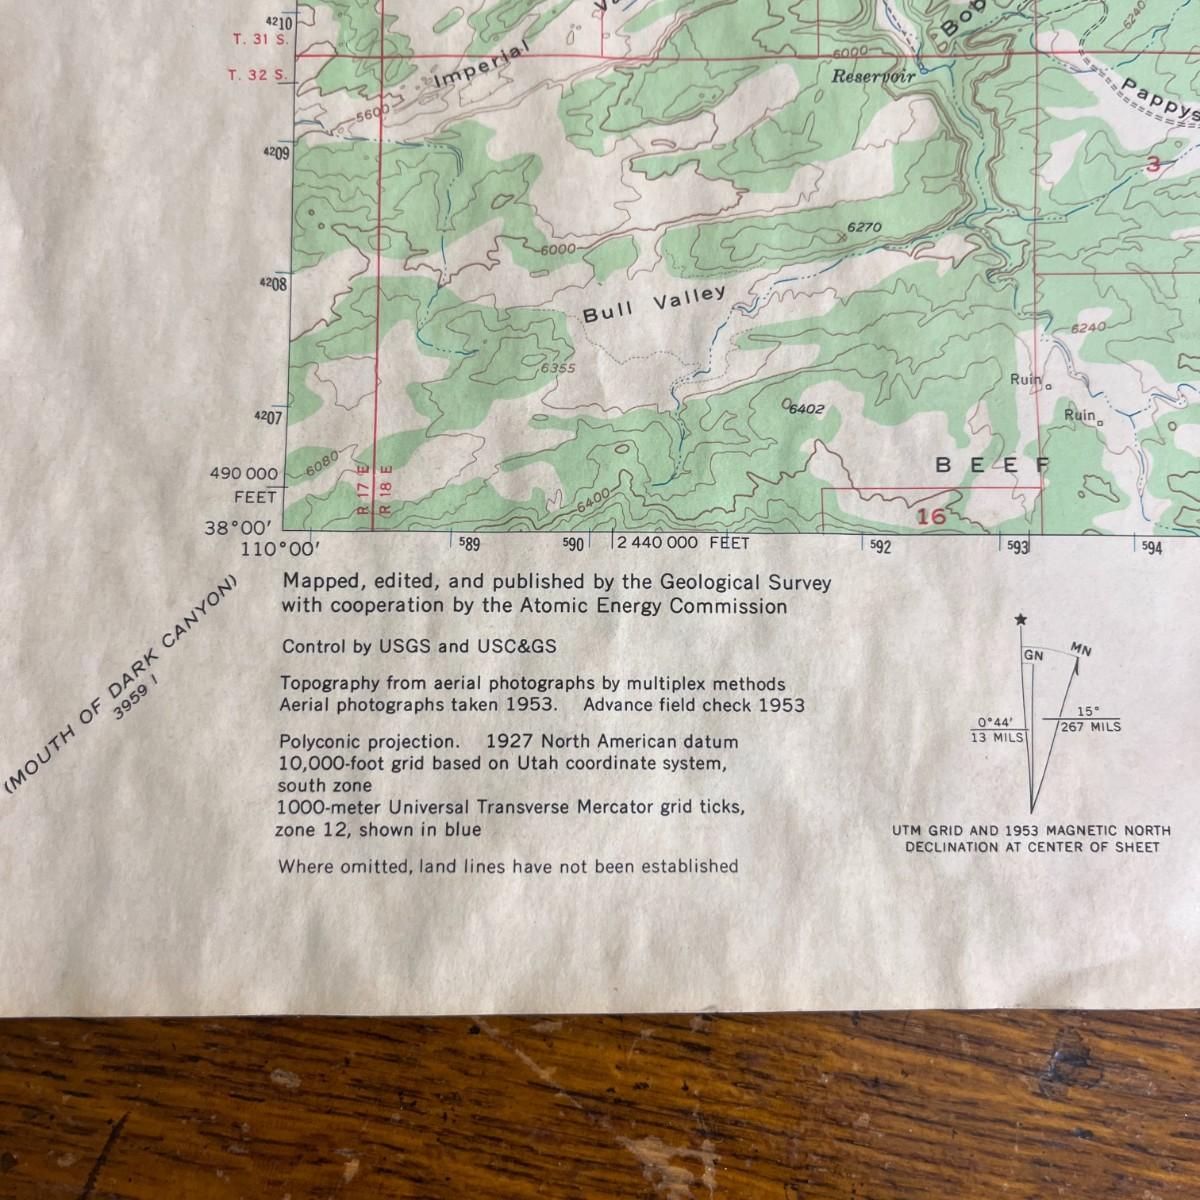 4210
T. 31 S.
T. 32 S.
Imperial
5600
6000
Reservoir
6240
Pappys
3
4209
6000
6270
4208
Bull Valley
6240
6355
Ruin
6402
Ruin
4207
490 000
FEET
6080
R 17 E
R 18 E
6400
BEEF
16
38°00′
110°00′
589
590
2 440 000 FEET
592
593
594
(MOUTH OF DARK CANYON)
3959 I
Mapped, edited, and published by the Geological Survey
with cooperation by the Atomic Energy Commission
Control by USGS and USC&GS
Topography from aerial photographs by multiplex methods
Aerial photographs taken 1953. Advance field check 1953
Polyconic projection. 1927 North American datum
10,000-foot grid based on Utah coordinate system,
south zone
1000-meter Universal Transverse Mercator grid ticks,
zone 12, shown in blue
Where omitted, land lines have not been established
GN
MN
0°44′
13 MILS
15°
267 MILS
UTM GRID AND 1953 MAGNETIC NORTH
DECLINATION AT CENTER OF SHEET